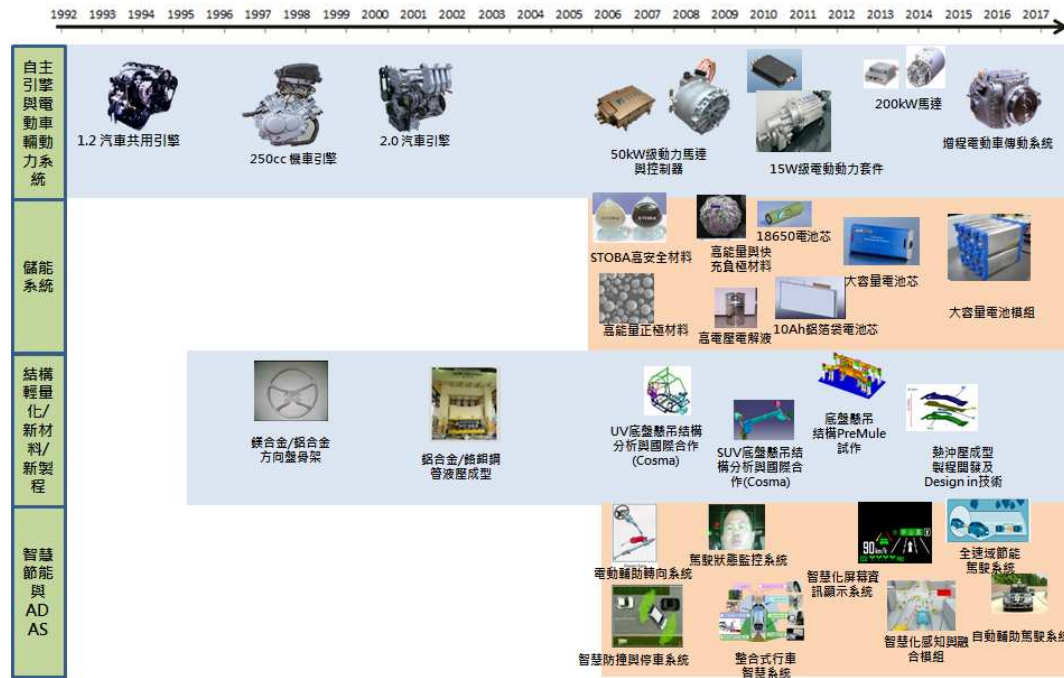 1992 1993 1994 1995 1997 1998 1999 2000 2001 2002 2003 2004 2005 2006 2007 2008 2009 2010 2011 2012 2013 2014 2015 2016 2017
自主
引擎
與電
動車
輛動
力系
統
1.2 汽車共用引擎
250cc 機車引擎
2.0 汽車引擎
50kW級動力馬達
與控制器
15W級電動動力套件
200kW馬達
增程電動車傳動系統
儲能
系統
STOBA
STOBA
STOBA高安全材料
高能量與快
充負極材料
18650電池芯
大容量電池芯
大容量電池模組
高能量正極材料
高電壓電解液
10Ah鋁箔袋電池芯
結構
輕量
化/
新材
料/
新製
程
鎂合金/鋁合金
方向盤骨架
鋁合金/鉻鉬鋼
管液壓成型
UV底盤懸吊結構
分析與國際合作
(Cosma)
SUV底盤懸吊結
構分析與國際合
作(Cosma)
底盤懸吊
結構PreMule
試作
熱沖壓成型
製程開發及
Design in技術
智慧
節能
與
AD
AS
電動輔助轉向系統
駕駛狀態監控系統
90 km/h
智慧化屏幕資
訊顯示系統
全速域節能
駕駛系統
智慧防撞與停車系統
整合式行車
智慧系統
智慧化感知與融
合模組
自動輔助駕駛系統